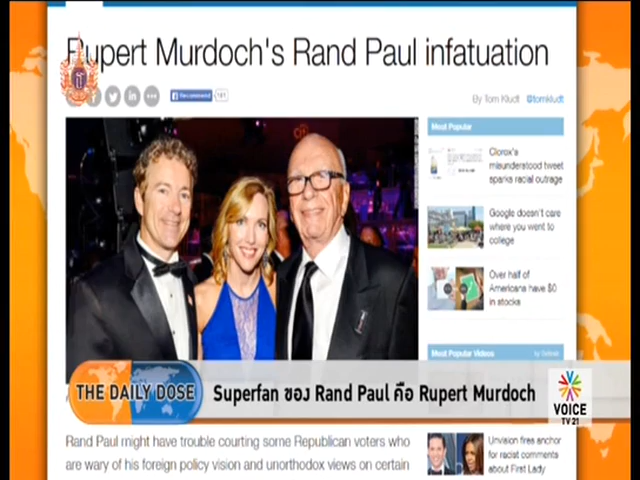 Rupert Murdoch's Rand Paul infatuation
Recommend 161
By Tom Kludt @tomkludt
Most Popular
Clorox's
misunderstood tweet
sparks racial outrage
Google doesn't care
where you went to
college
Over half of
Americans have $0
in stocks
Most Popular Videos
THE DAILY DOSE
Superfan ของ Rand Paul คือ Rupert Murdoch
VOICE
TV 21
Rand Paul might have trouble courting some Republican voters who
are wary of his foreign policy vision and unorthodox views on certain
Univision fires anchor
for racist comments
about First Lady